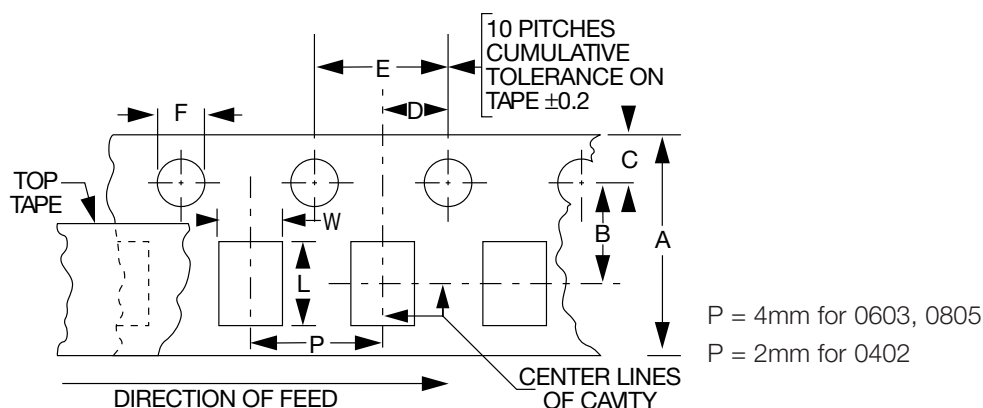 10 PITCHES
CUMULATIVE
TOLERANCE ON
TAPE ±0.2
E
D
F
C
TOP
TAPE
W
B
A
L
P
P = 4mm for 0603, 0805
P = 2mm for 0402
CENTER LINES
OF CAVITY
DIRECTION OF FEED